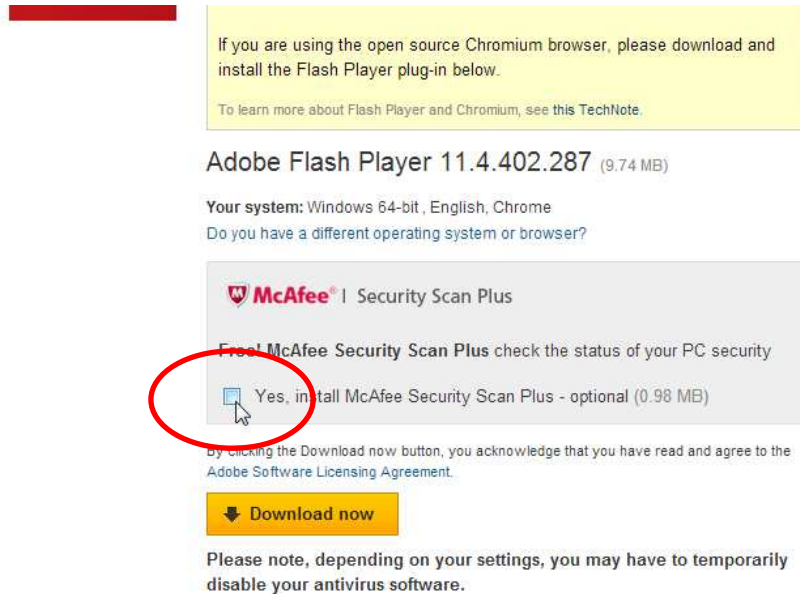 If you are using the open source Chromium browser, please download and
install the Flash Player plug-in below.
To learn more about Flash Player and Chromium, see this TechNote.
Adobe Flash Player 11.4.402.287 (9.74 MB)
Your system: Windows 64-bit , English, Chrome
Do you have a different operating system or browser?
McAfee® | Security Scan Plus
Free! McAfee Security Scan Plus check the status of your PC security
Yes, install McAfee Security Scan Plus - optional (0.98 MB)
By clicking the Download now button, you acknowledge that you have read and agree to the
Adobe Software Licensing Agreement.
Download now
Please note, depending on your settings, you may have to temporarily
disable your antivirus software.